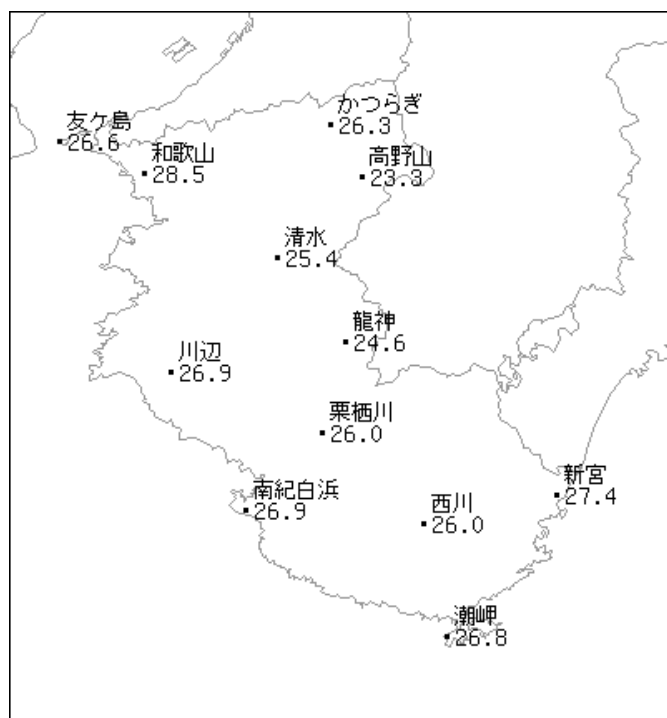 かつらぎ
26.3
友ケ島
26.6
和歌山
28.5
高野山
23.3
清水
25.4
龍神
24.6
川辺
26.9
栗栖川
26.0
新宮
27.4
南紀白浜
26.9
西川
26.0
潮岬
26.8